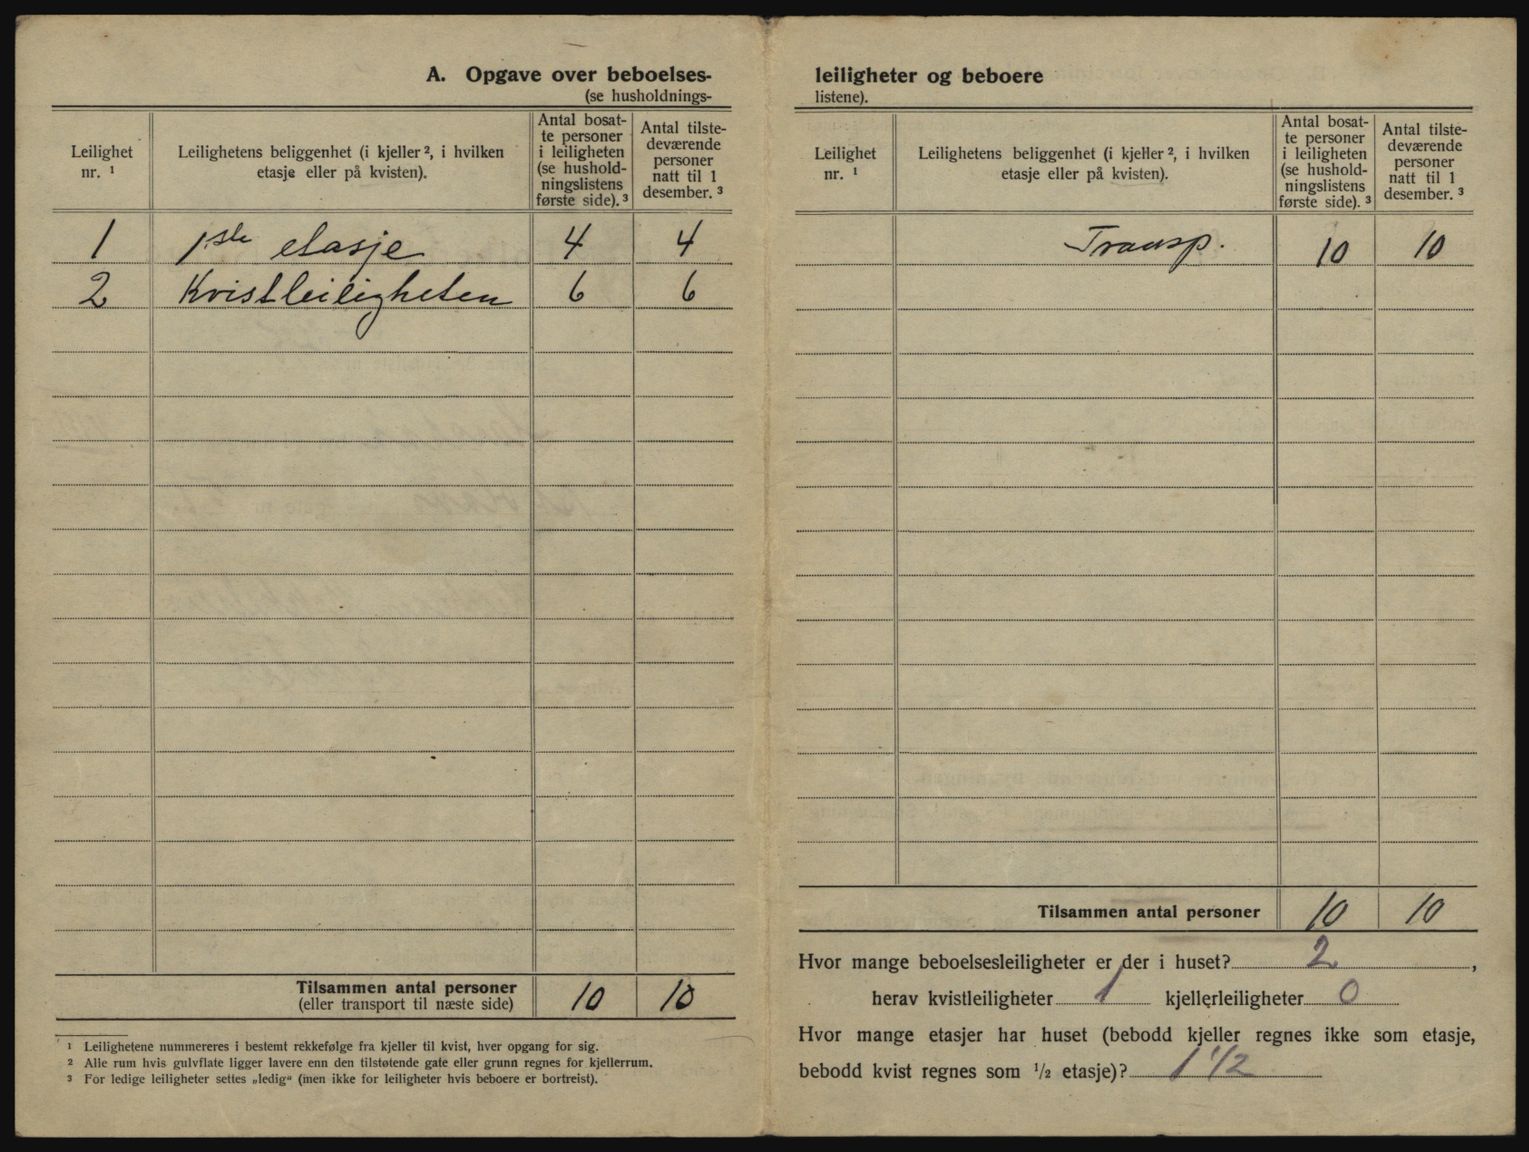 A. Opgave over beboelses-
(se husholdnings-
Leilighet nr. ¹
Leilighetens beliggenhet (i kjeller ², i hvilken etasje eller på kvisten).
Antal bosatte personer i leiligheten (se husholdningslistens første side). ³
Antal tilstedeværende personer natt til 1 desember. ³
1 1ste etasje 4 4
2 Kvistleiligheten 6 6
Tilsammen antal personer 10 10
(eller transport til næste side)
¹ Leilighetene nummereres i bestemt rekkefølge fra kjeller til kvist, hver opgang for sig.
² Alle rum hvis gulvflate ligger lavere enn den tilstøtende gate eller grunn regnes for kjellerrum.
³ For ledige leiligheter settes „ledig“ (men ikke for leiligheter hvis beboere er bortreist).
leiligheter og beboere
listene).
Leilighet nr. ¹
Leilighetens beliggenhet (i kjeller ², i hvilken etasje eller på kvisten).
Antal bosatte personer i leiligheten (se husholdningslistens første side). ³
Antal tilstedeværende personer natt til 1 desember. ³
Transp. 10 10
Tilsammen antal personer 10 10
Hvor mange beboelsesleiligheter er der i huset? 2,
herav kvistleiligheter 1 kjellerleiligheter 0
Hvor mange etasjer har huset (bebodd kjeller regnes ikke som etasje,
bebodd kvist regnes som ½ etasje)? 1 1/2